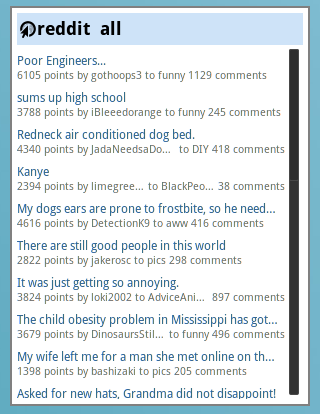 reddit all
Poor Engineers...
6105 points by gothoops3 to funny 1129 comments
sums up high school
3788 points by iBleeedorange to funny 245 comments
Redneck air conditioned dog bed.
4340 points by JadaNeedsaDo... to DIY 418 comments
Kanye
2394 points by limegree... to BlackPeo... 38 comments
My dogs ears are prone to frostbite, so he need...
4616 points by DetectionK9 to aww 416 comments
There are still good people in this world
2822 points by jakerosc to pics 298 comments
It was just getting so annoying.
3824 points by loki2002 to AdviceAni... 897 comments
The child obesity problem in Mississippi has got...
3679 points by DinosaursStil... to funny 496 comments
My wife left me for a man she met online on th...
1398 points by bashizaki to pics 205 comments
Asked for new hats, Grandma did not disappoint!